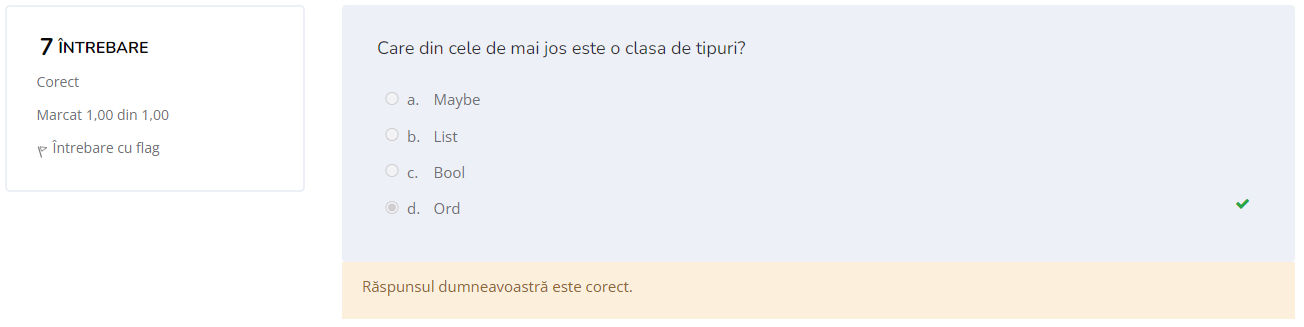 7 ÎNTREBARE
Corect
Marcat 1,00 din 1,00
Întrebare cu flag
Care din cele de mai jos este o clasa de tipuri?
a. Maybe
b. List
c. Bool
d. Ord
Răspunsul dumneavoastră este corect.